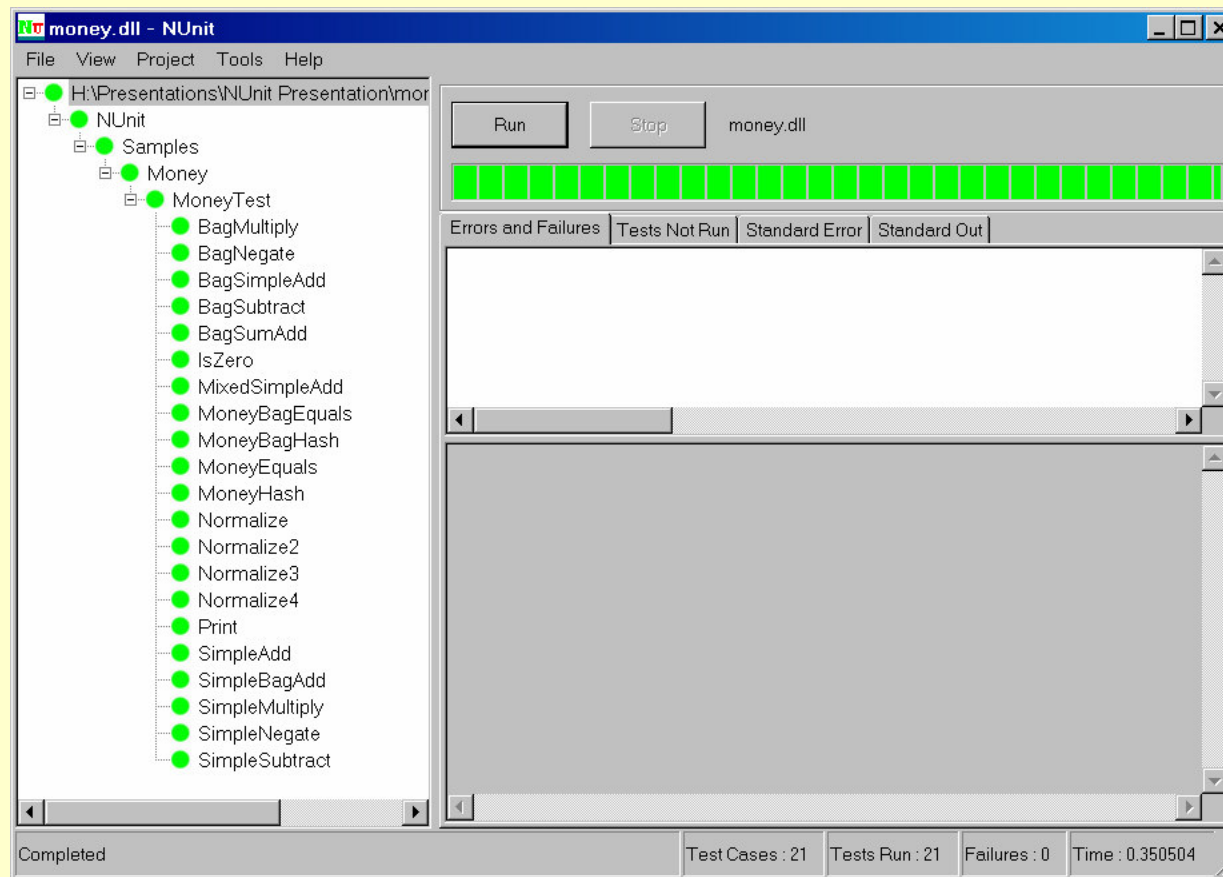 money.dll - NUnit
File View Project Tools Help
H:\Presentations\NUnit Presentation\mor
NUnit
Samples
Money
MoneyTest
BagMultiply
BagNegate
BagSimpleAdd
BagSubtract
BagSumAdd
IsZero
MixedSimpleAdd
MoneyBagEquals
MoneyBagHash
MoneyEquals
MoneyHash
Normalize
Normalize2
Normalize3
Normalize4
Print
SimpleAdd
SimpleBagAdd
SimpleMultiply
SimpleNegate
SimpleSubtract
Run Stop money.dll
Errors and Failures Tests Not Run Standard Error Standard Out
Completed Test Cases : 21 Tests Run : 21 Failures : 0 Time : 0.350504